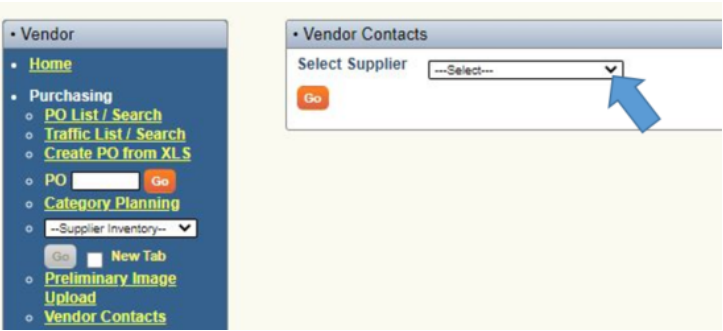 • Vendor
• Home
• Purchasing
PO List / Search
Traffic List / Search
Create PO from XLS
PO Go
Category Planning
--Supplier Inventory--
Go New Tab
Preliminary Image
Upload
Vendor Contacts
• Vendor Contacts
Select Supplier ---Select---
Go